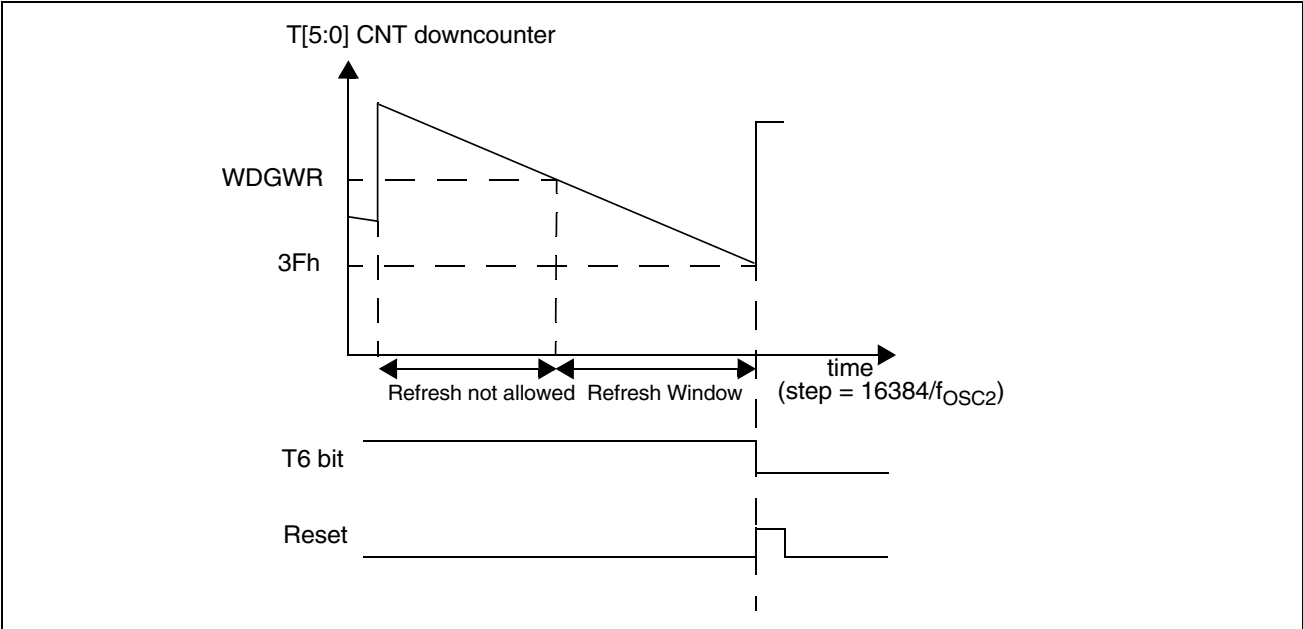 T[5:0] CNT downcounter
WDGWR
3Fh
time
Refresh not allowed Refresh Window (step = 16384/fOSC2)
T6 bit
Reset